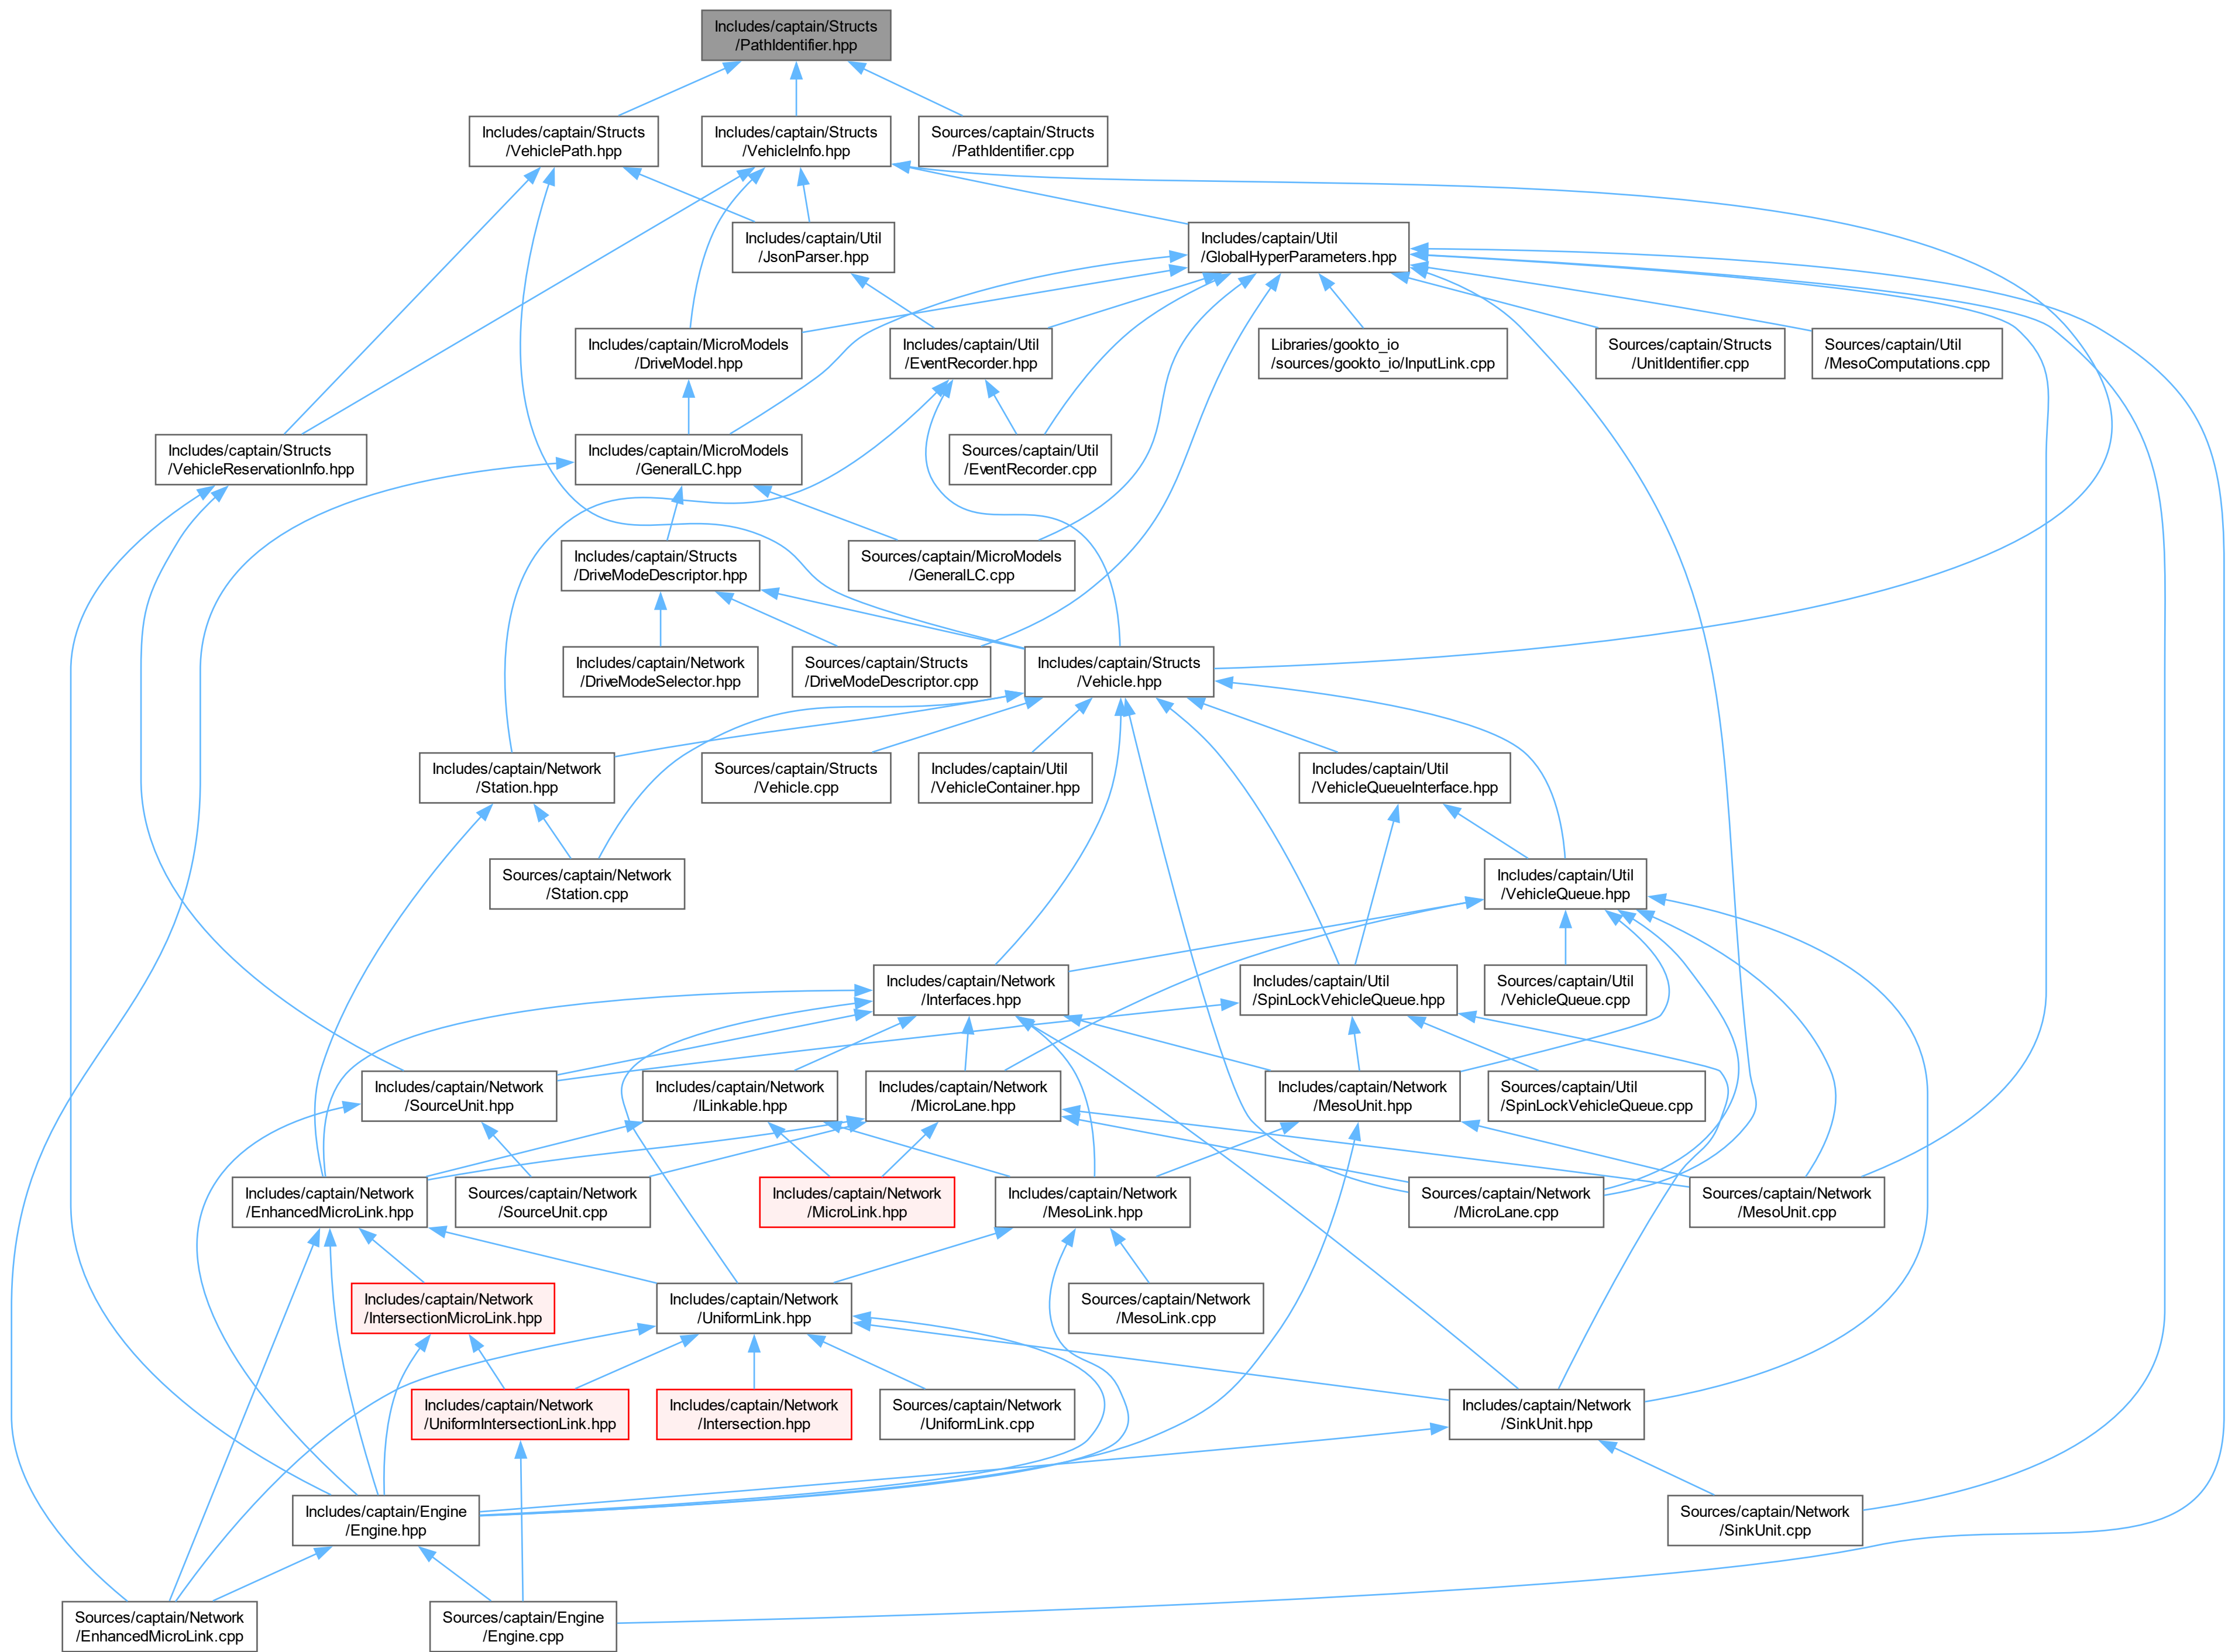 Includes/captain/Structs
/PathIdentifier.hpp
Includes/captain/Structs
/VehiclePath.hpp
Includes/captain/Structs
/VehicleInfo.hpp
Sources/captain/Structs
/PathIdentifier.cpp
Includes/captain/Util
/JsonParser.hpp
Includes/captain/Util
/GlobalHyperParameters.hpp
Includes/captain/MicroModels
/DriveModel.hpp
Includes/captain/Util
/EventRecorder.hpp
Libraries/gookto_io
/sources/gookto_io/InputLink.cpp
Sources/captain/Structs
/UnitIdentifier.cpp
Sources/captain/Util
/MesoComputations.cpp
Includes/captain/Structs
/VehicleReservationInfo.hpp
Includes/captain/MicroModels
/GeneralLC.hpp
Sources/captain/Util
/EventRecorder.cpp
Includes/captain/Structs
/DriveModeDescriptor.hpp
Sources/captain/MicroModels
/GeneralLC.cpp
Includes/captain/Network
/DriveModeSelector.hpp
Sources/captain/Structs
/DriveModeDescriptor.cpp
Includes/captain/Structs
/Vehicle.hpp
Includes/captain/Network
/Station.hpp
Sources/captain/Structs
/Vehicle.cpp
Includes/captain/Util
/VehicleContainer.hpp
Includes/captain/Util
/VehicleQueueInterface.hpp
Sources/captain/Network
/Station.cpp
Includes/captain/Util
/VehicleQueue.hpp
Includes/captain/Network
/Interfaces.hpp
Includes/captain/Util
/SpinLockVehicleQueue.hpp
Sources/captain/Util
/VehicleQueue.cpp
Includes/captain/Network
/SourceUnit.hpp
Includes/captain/Network
/ILinkable.hpp
Includes/captain/Network
/MicroLane.hpp
Includes/captain/Network
/MesoUnit.hpp
Sources/captain/Util
/SpinLockVehicleQueue.cpp
Includes/captain/Network
/EnhancedMicroLink.hpp
Sources/captain/Network
/SourceUnit.cpp
Includes/captain/Network
/MicroLink.hpp
Includes/captain/Network
/MesoLink.hpp
Sources/captain/Network
/MicroLane.cpp
Sources/captain/Network
/MesoUnit.cpp
Includes/captain/Network
/IntersectionMicroLink.hpp
Includes/captain/Network
/UniformLink.hpp
Sources/captain/Network
/MesoLink.cpp
Includes/captain/Network
/UniformIntersectionLink.hpp
Includes/captain/Network
/Intersection.hpp
Sources/captain/Network
/UniformLink.cpp
Includes/captain/Network
/SinkUnit.hpp
Includes/captain/Engine
/Engine.hpp
Sources/captain/Network
/SinkUnit.cpp
Sources/captain/Network
/EnhancedMicroLink.cpp
Sources/captain/Engine
/Engine.cpp